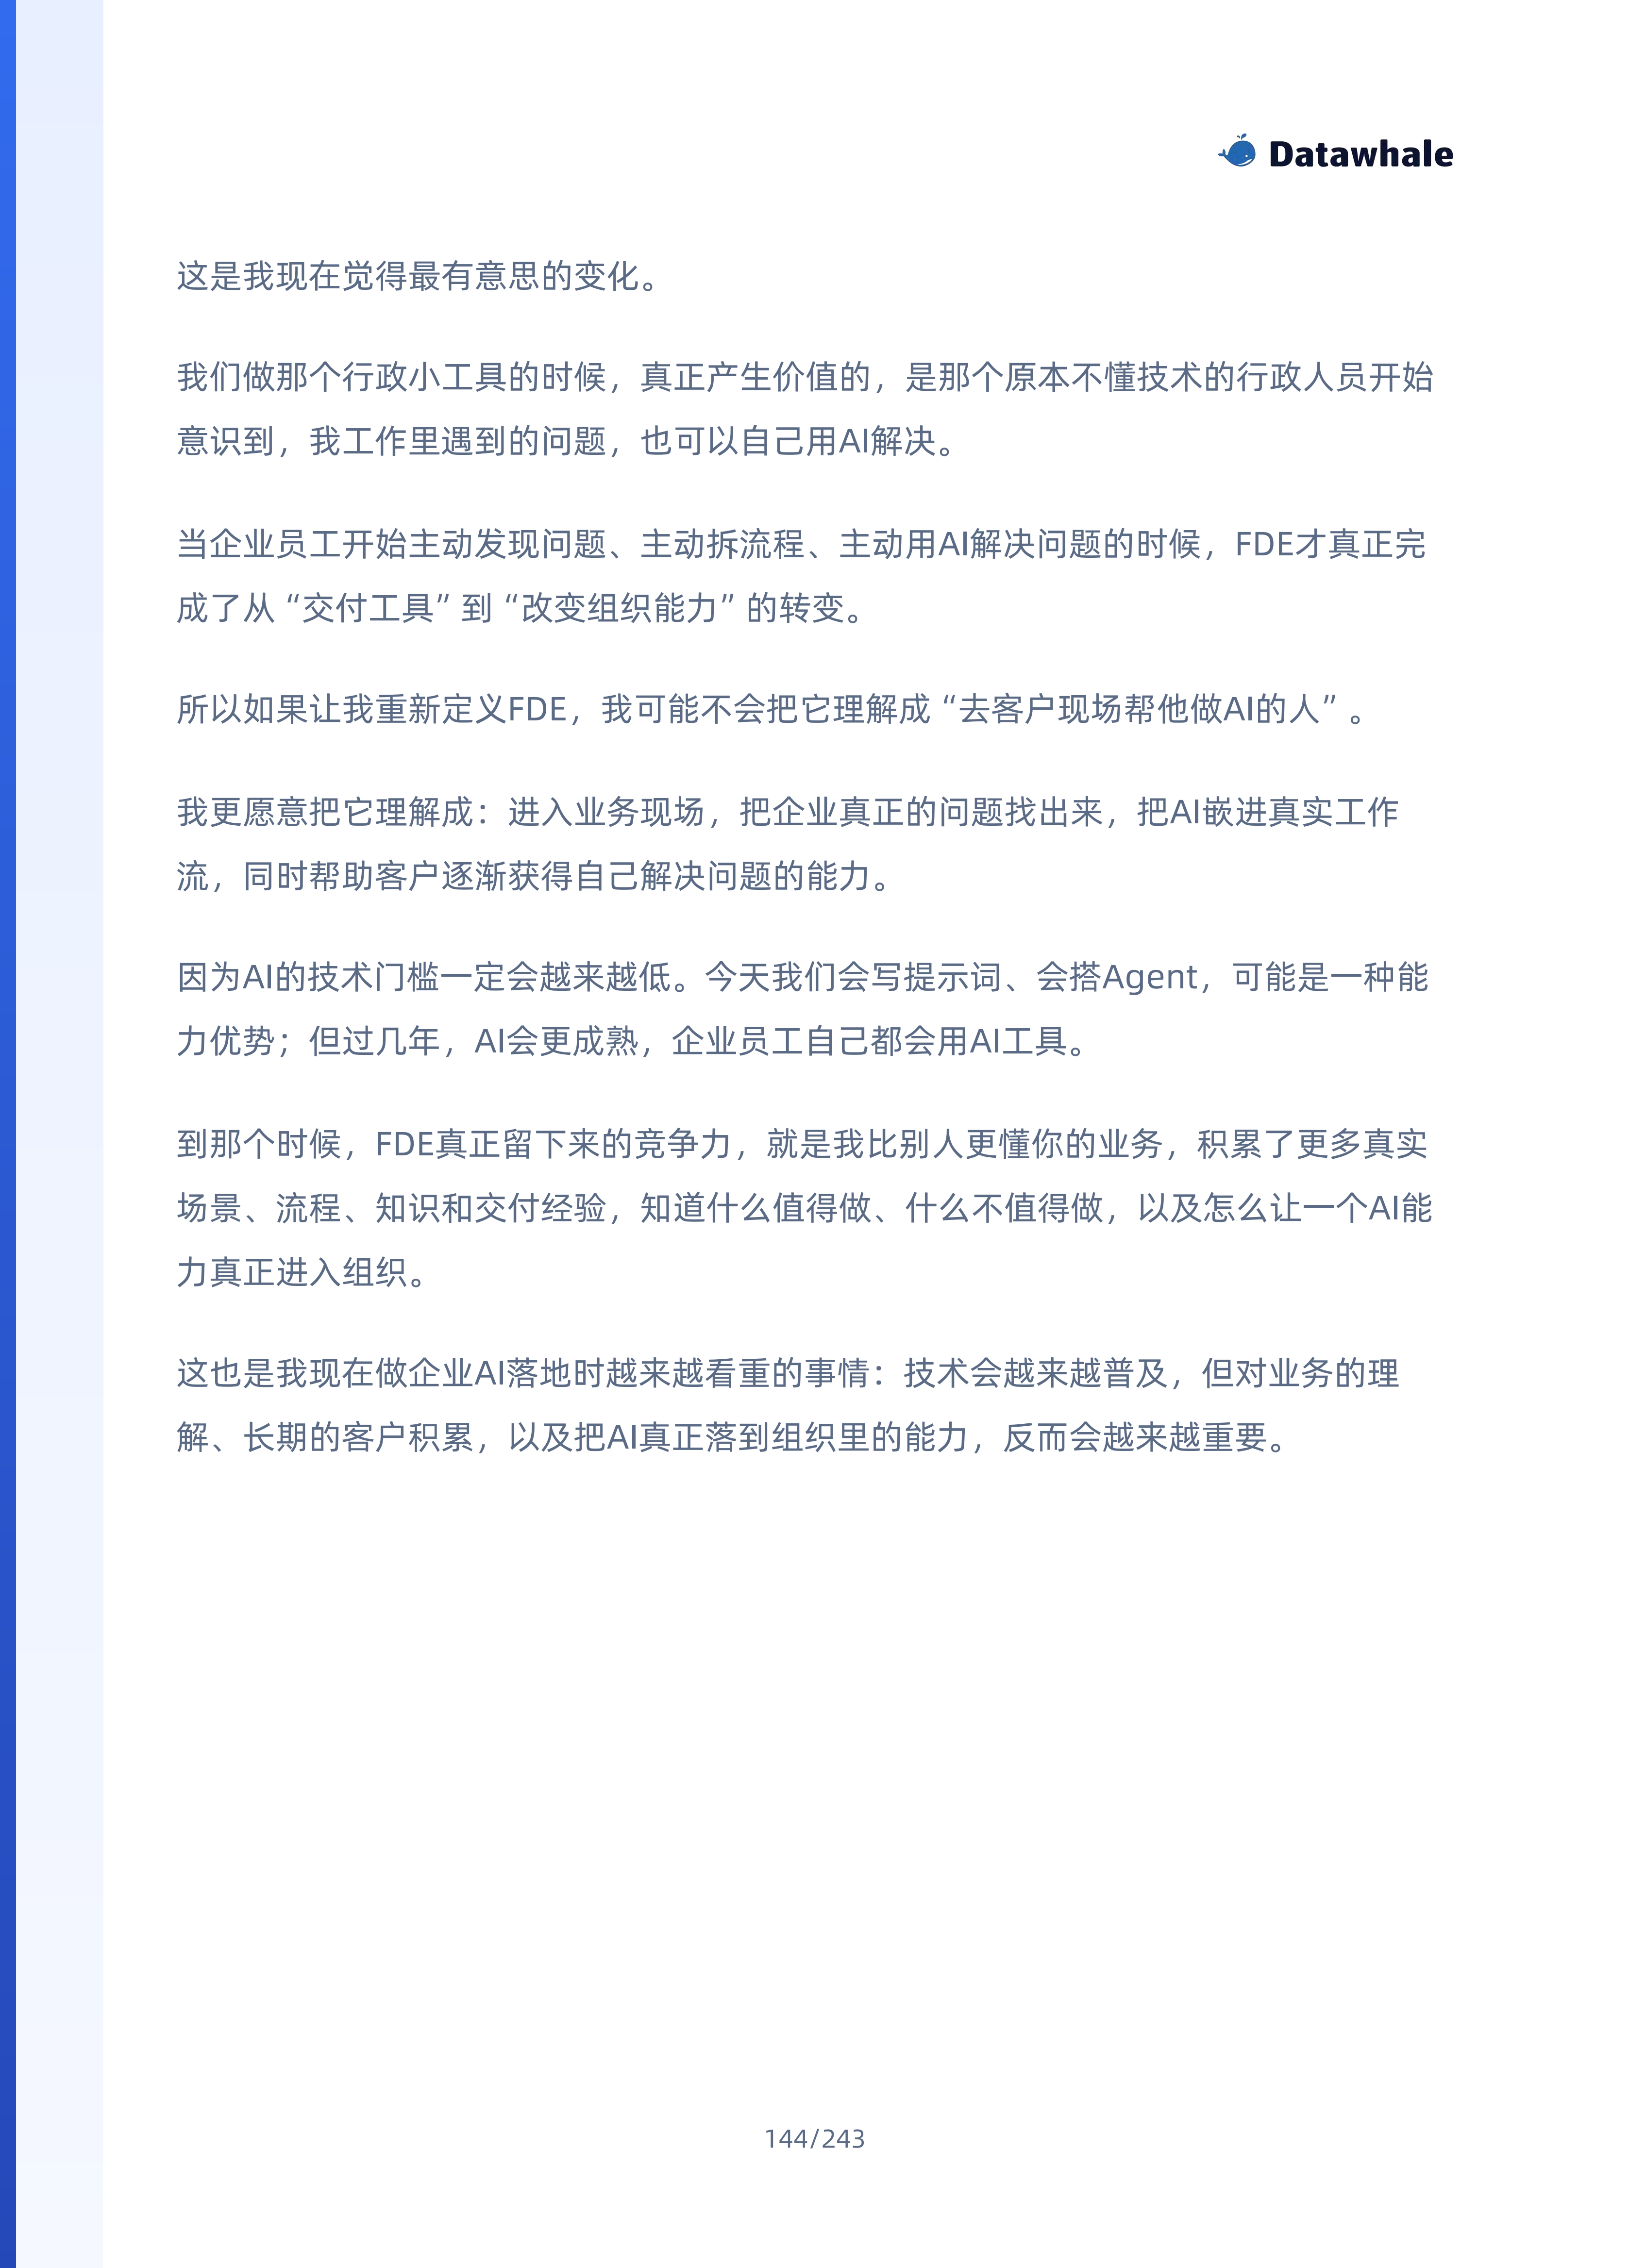 Datawhale
这是我现在觉得最有意思的变化。
我们做那个行政小工具的时候，真正产生价值的，是那个原本不懂技术的行政人员开始
意识到，我工作里遇到的问题，也可以自己用AI解决。
当企业员工开始主动发现问题、主动拆流程、主动用AI解决问题的时候，FDE才真正完
成了从“交付工具”到“改变组织能力”的转变。
所以如果让我重新定义FDE，我可能不会把它理解成“去客户现场帮他做AI的人”。
我更愿意把它理解成：进入业务现场，把企业真正的问题找出来，把AI嵌进真实工作
流，同时帮助客户逐渐获得自己解决问题的能力。
因为AI的技术门槛一定会越来越低。今天我们会写提示词、会搭Agent，可能是一种能
力优势；但过几年，AI会更成熟，企业员工自己都会用AI工具。
到那个时候，FDE真正留下来的竞争力，就是我比别人更懂你的业务，积累了更多真实
场景、流程、知识和交付经验，知道什么值得做、什么不值得做，以及怎么让一个AI能
力真正进入组织。
这也是我现在做企业AI落地时越来越看重的事情：技术会越来越普及，但对业务的理
解、长期的客户积累，以及把AI真正落到组织里的能力，反而会越来越重要。
144/243